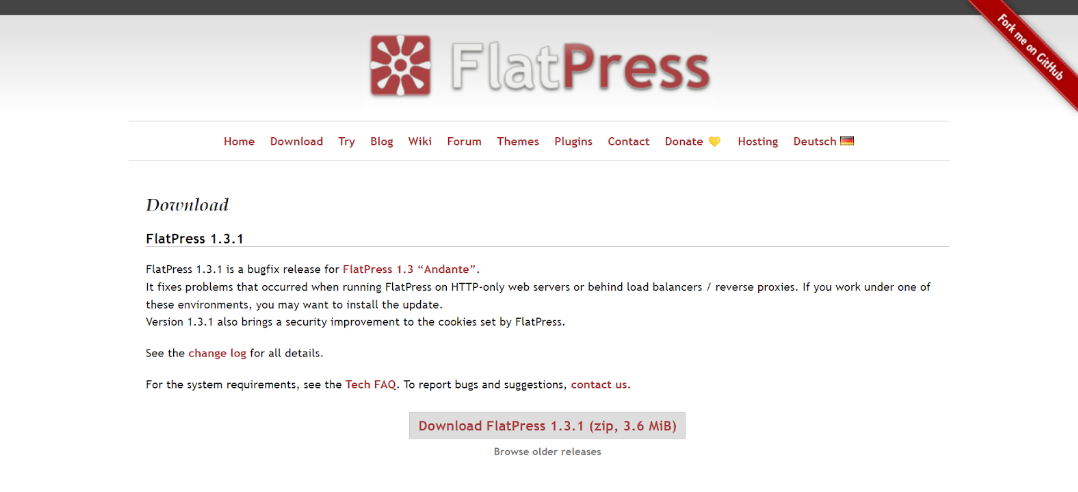 Fork me on GitHub
FlatPress
Home Download Try Blog Wiki Forum Themes Plugins Contact Donate 💛 Hosting Deutsch
Download
FlatPress 1.3.1
FlatPress 1.3.1 is a bugfix release for FlatPress 1.3 “Andante”.
It fixes problems that occurred when running FlatPress on HTTP-only web servers or behind load balancers / reverse proxies. If you work under one of
these environments, you may want to install the update.
Version 1.3.1 also brings a security improvement to the cookies set by FlatPress.
See the change log for all details.
For the system requirements, see the Tech FAQ. To report bugs and suggestions, contact us.
Download FlatPress 1.3.1 (zip, 3.6 MiB)
Browse older releases